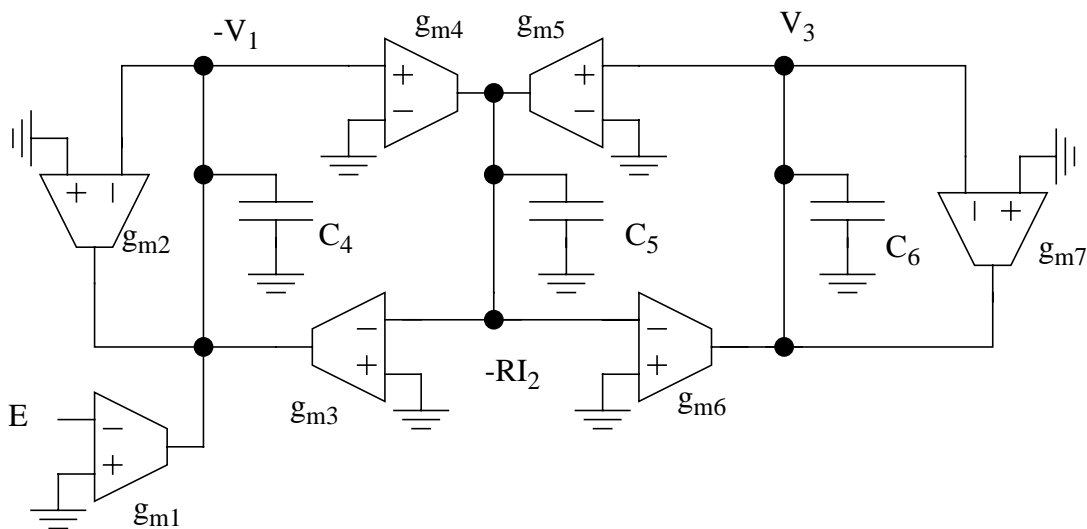 -V1
gm4
gm5
V3
+
−
+
−
+
−
−
+
gm2
C4
C5
C6
gm7
−
+
−
+
-RI2
gm3
gm6
E
−
+
gm1